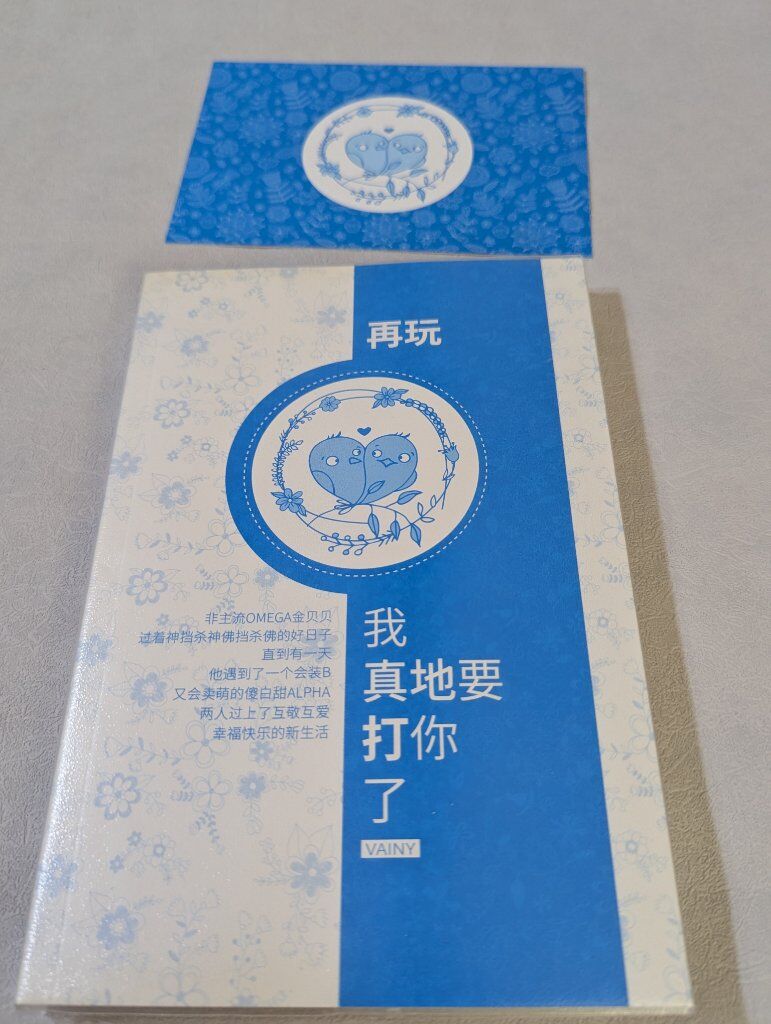 再玩
我
真地要
打你
了
VAINY
非主流OMEGA金贝贝
过着神挡杀神佛挡杀佛的好日子
直到有一天
他遇到了一个会装B
又会卖萌的傻白甜ALPHA
两人过上了互敬互爱
幸福快乐的新生活